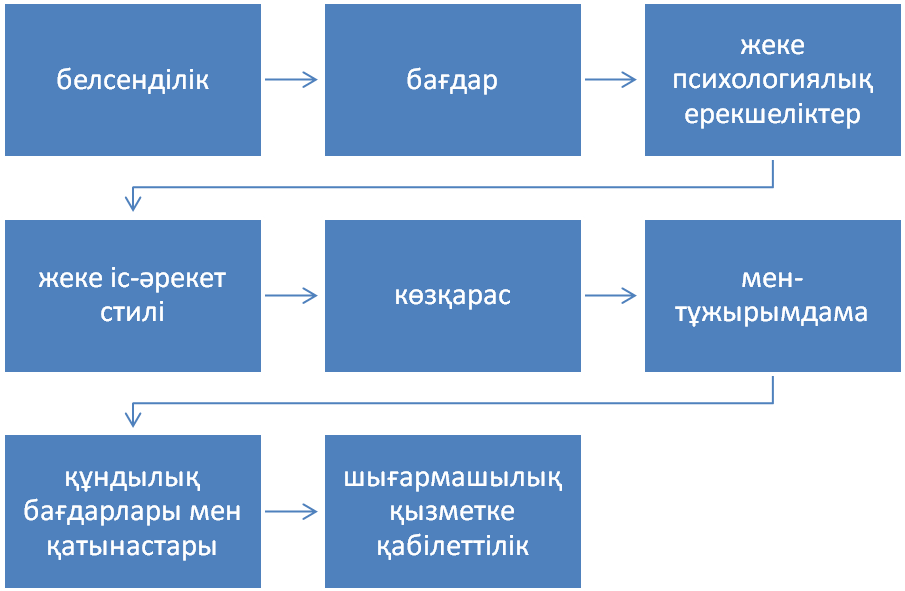 белсенділік
бағдар
жеке
психологиялық
ерекшеліктер
жеке іс-әрекет
стилі
көзқарас
мен-
тұжырымдама
құндылық
бағдарлары мен
қатынастары
шығармашылық
қызметке
қабілеттілік